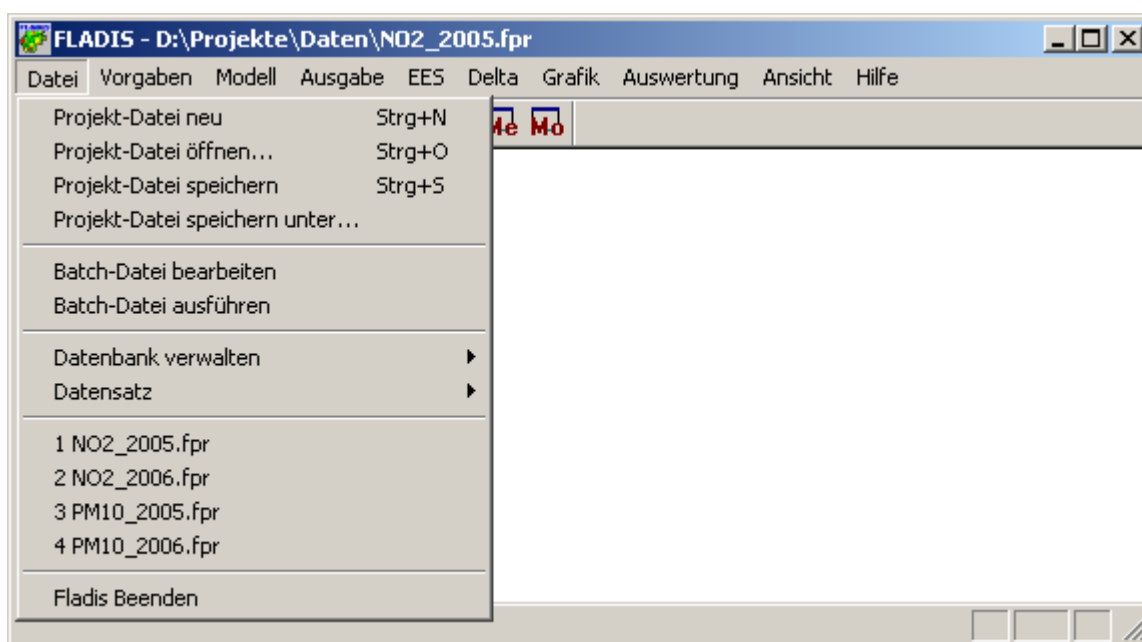 FLADIS - D:\Projekte\Daten\NO2_2005.fpr
Datei Vorgaben Modell Ausgabe EES Delta Grafik Auswertung Ansicht Hilfe
Me Mo
Projekt-Datei neu Strg+N
Projekt-Datei öffnen... Strg+O
Projekt-Datei speichern Strg+S
Projekt-Datei speichern unter...
Batch-Datei bearbeiten
Batch-Datei ausführen
Datenbank verwalten
Datensatz
1 NO2_2005.fpr
2 NO2_2006.fpr
3 PM10_2005.fpr
4 PM10_2006.fpr
Fladis Beenden